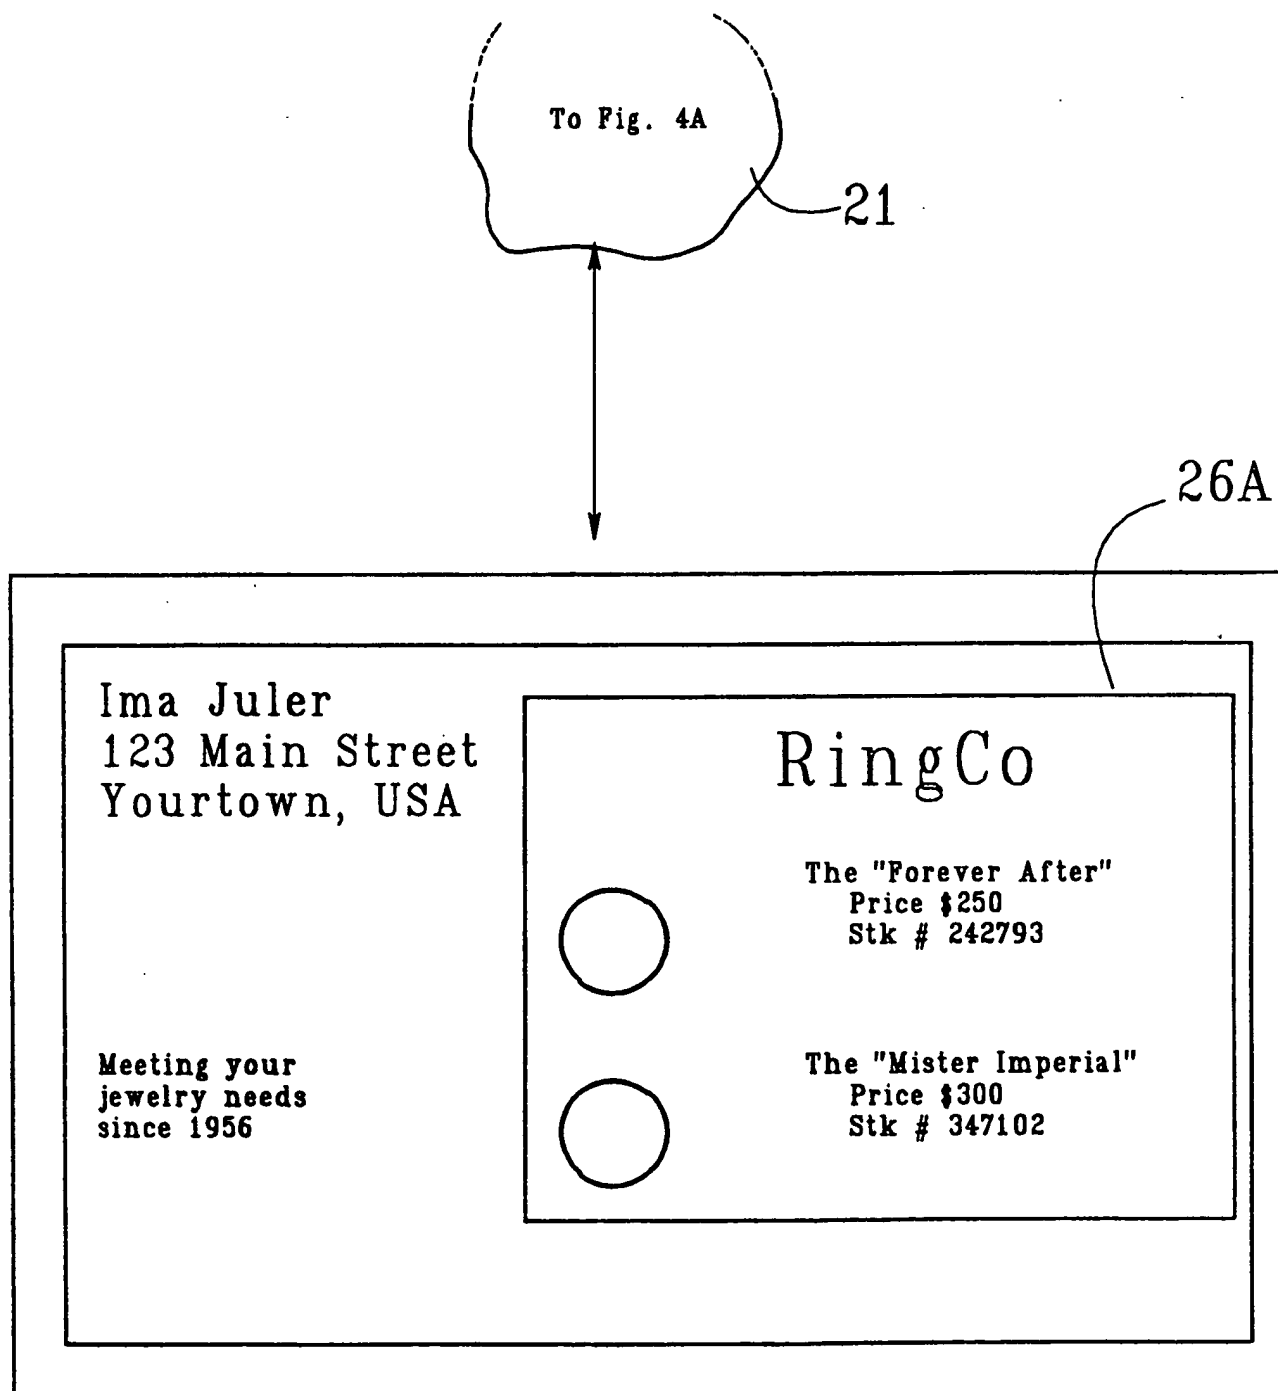 To Fig. 4A
21
26A
Ima Juler
123 Main Street
Yourtown, USA
Meeting your
jewelry needs
since 1956
RingCo
The "Forever After"
Price $250
Stk # 242793
The "Mister Imperial"
Price $300
Stk # 347102